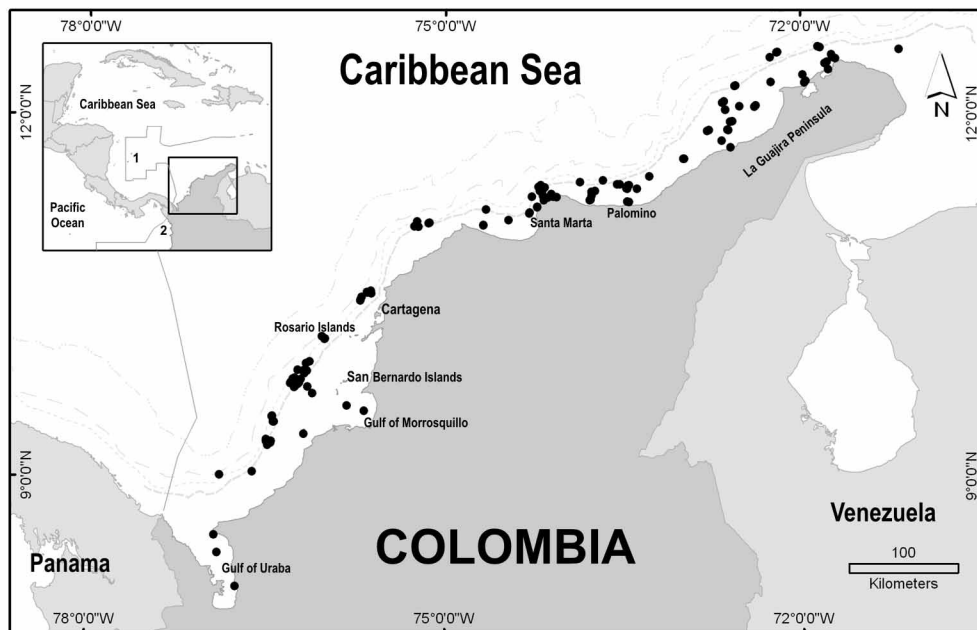 78°0'0"W
75°0'0"W
72°0'0"W
Caribbean Sea
Caribbean Sea
1
Pacific
Ocean
2
N
12°0'0"N
12°0'0"N
La Guajira Peninsula
Santa Marta
Palomino
Cartagena
Rosario Islands
San Bernardo Islands
Gulf of Morrosquillo
9°0'0"N
9°0'0"N
Venezuela
COLOMBIA
Panama
Gulf of Uraba
100
Kilometers
78°0'0"W
75°0'0"W
72°0'0"W